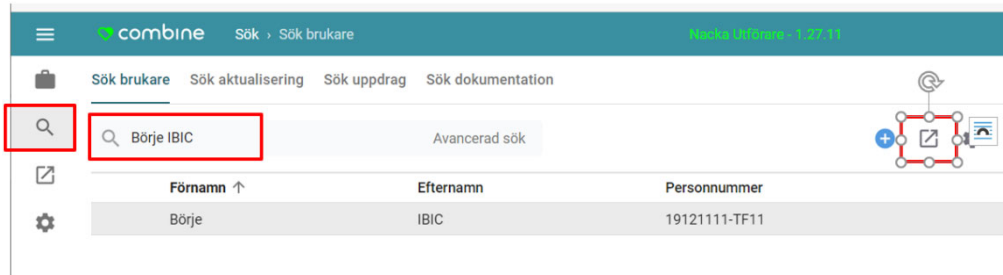 combine Sök › Sök brukare Nacka Utförare - 1.27.11
Sök brukare Sök aktualisering Sök uppdrag Sök dokumentation
Börje IBIC Avancerad sök
Förnamn ↑ Efternamn Personnummer
Börje IBIC 19121111-TF11